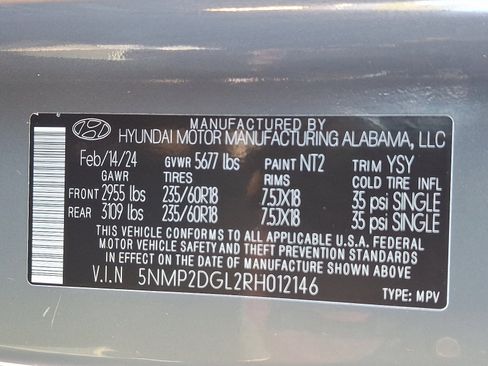 MANUFACTURED BY
HYUNDAI MOTOR MANUFACTURING ALABAMA, LLC
Feb/14/24 GVWR 5677 lbs PAINT NT2 TRIM YSY
GAWR TIRES RIMS COLD TIRE INFL
FRONT 2955 lbs 235/60R18 7.5JX18 35 psi SINGLE
REAR 3109 lbs 235/60R18 7.5JX18 35 psi SINGLE
THIS VEHICLE CONFORMS TO ALL APPLICABLE U.S.A. FEDERAL
MOTOR VEHICLE SAFETY AND THEFT PREVENTION STANDARDS
IN EFFECT ON THE DATE OF MANUFACTURE SHOWN ABOVE.
V.I.N 5NMP2DGL2RH012146
TYPE: MPV